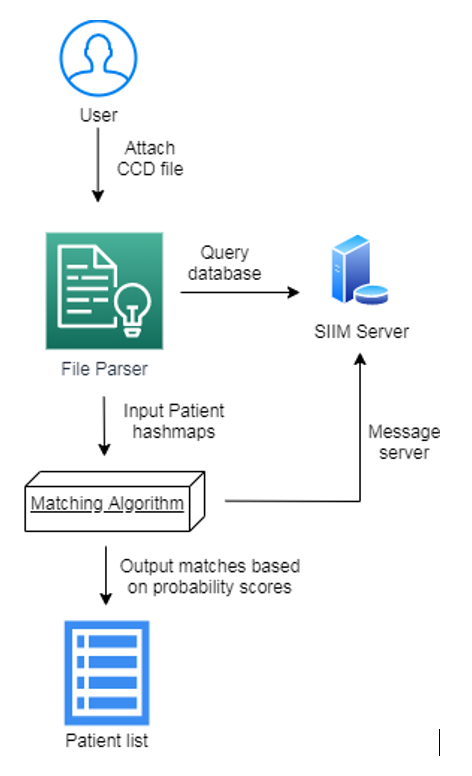 User
Attach
CCD file
Query
database
SIIM Server
File Parser
Input Patient
hashmaps
Message
server
Matching Algorithm
Output matches based
on probability scores
Patient list